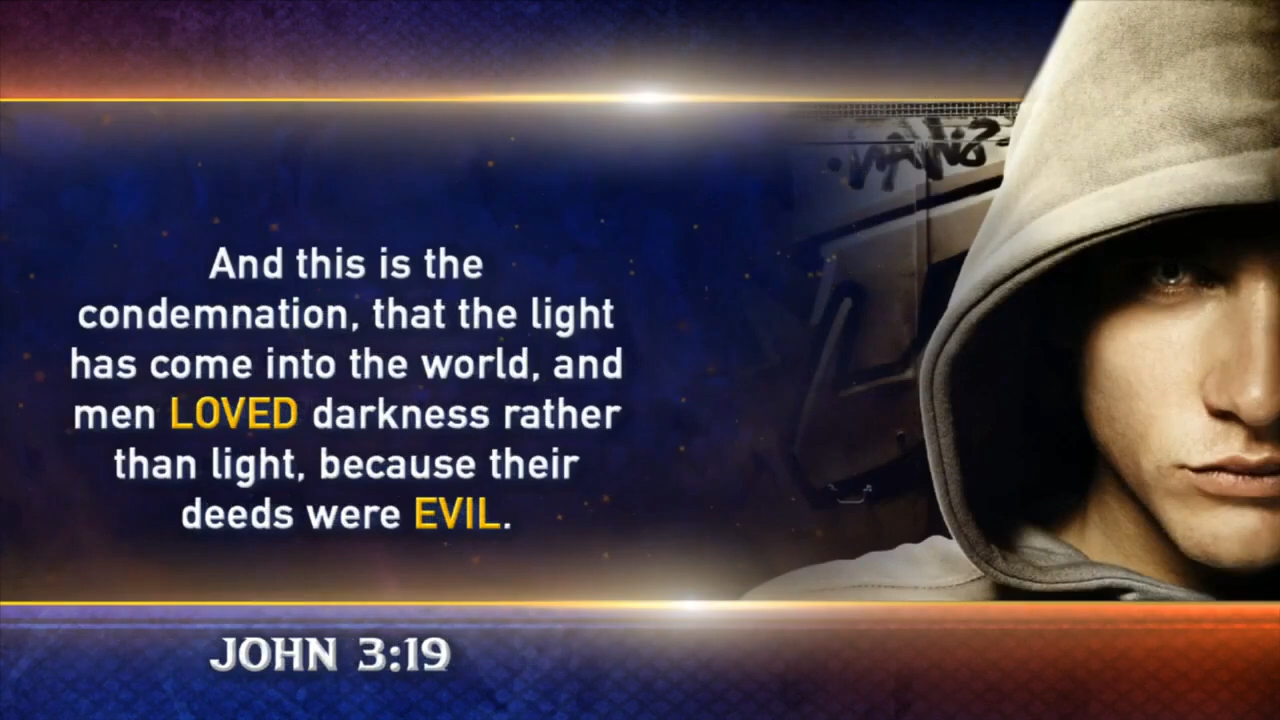 And this is the
condemnation, that the light
has come into the world, and
men LOVED darkness rather
than light, because their
deeds were EVIL.
JOHN 3:19